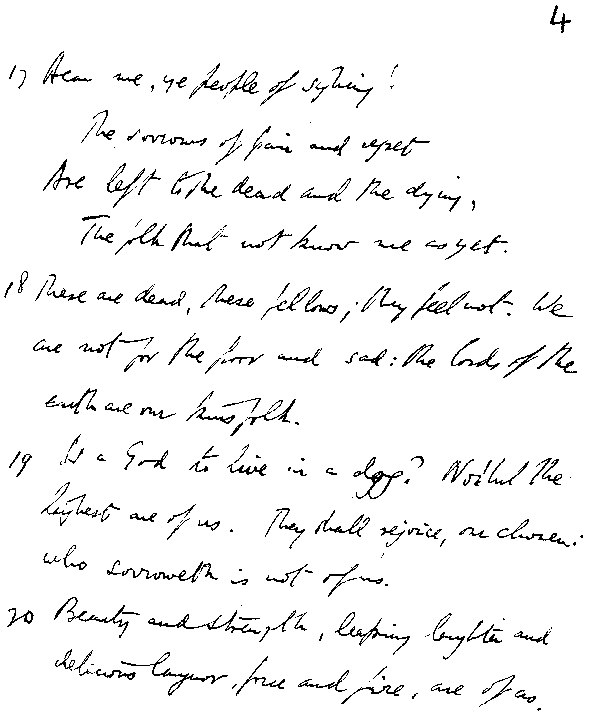 4
17 Hear me, ye people of sighing!
The sorrows of pain and regret
Are left to the dead and the dying,
The folk that not know me as yet.
18 These are dead, these fellows; they feel not. We
are not for the poor and sad: the lords of the
earth are our kinsfolk.
19 Is a God to live in a dog? No! but the
highest are of us. They shall rejoice, our chosen:
who sorroweth is not of us.
20 Beauty and strength, leaping laughter and
delicious languor, force and fire, are of us.